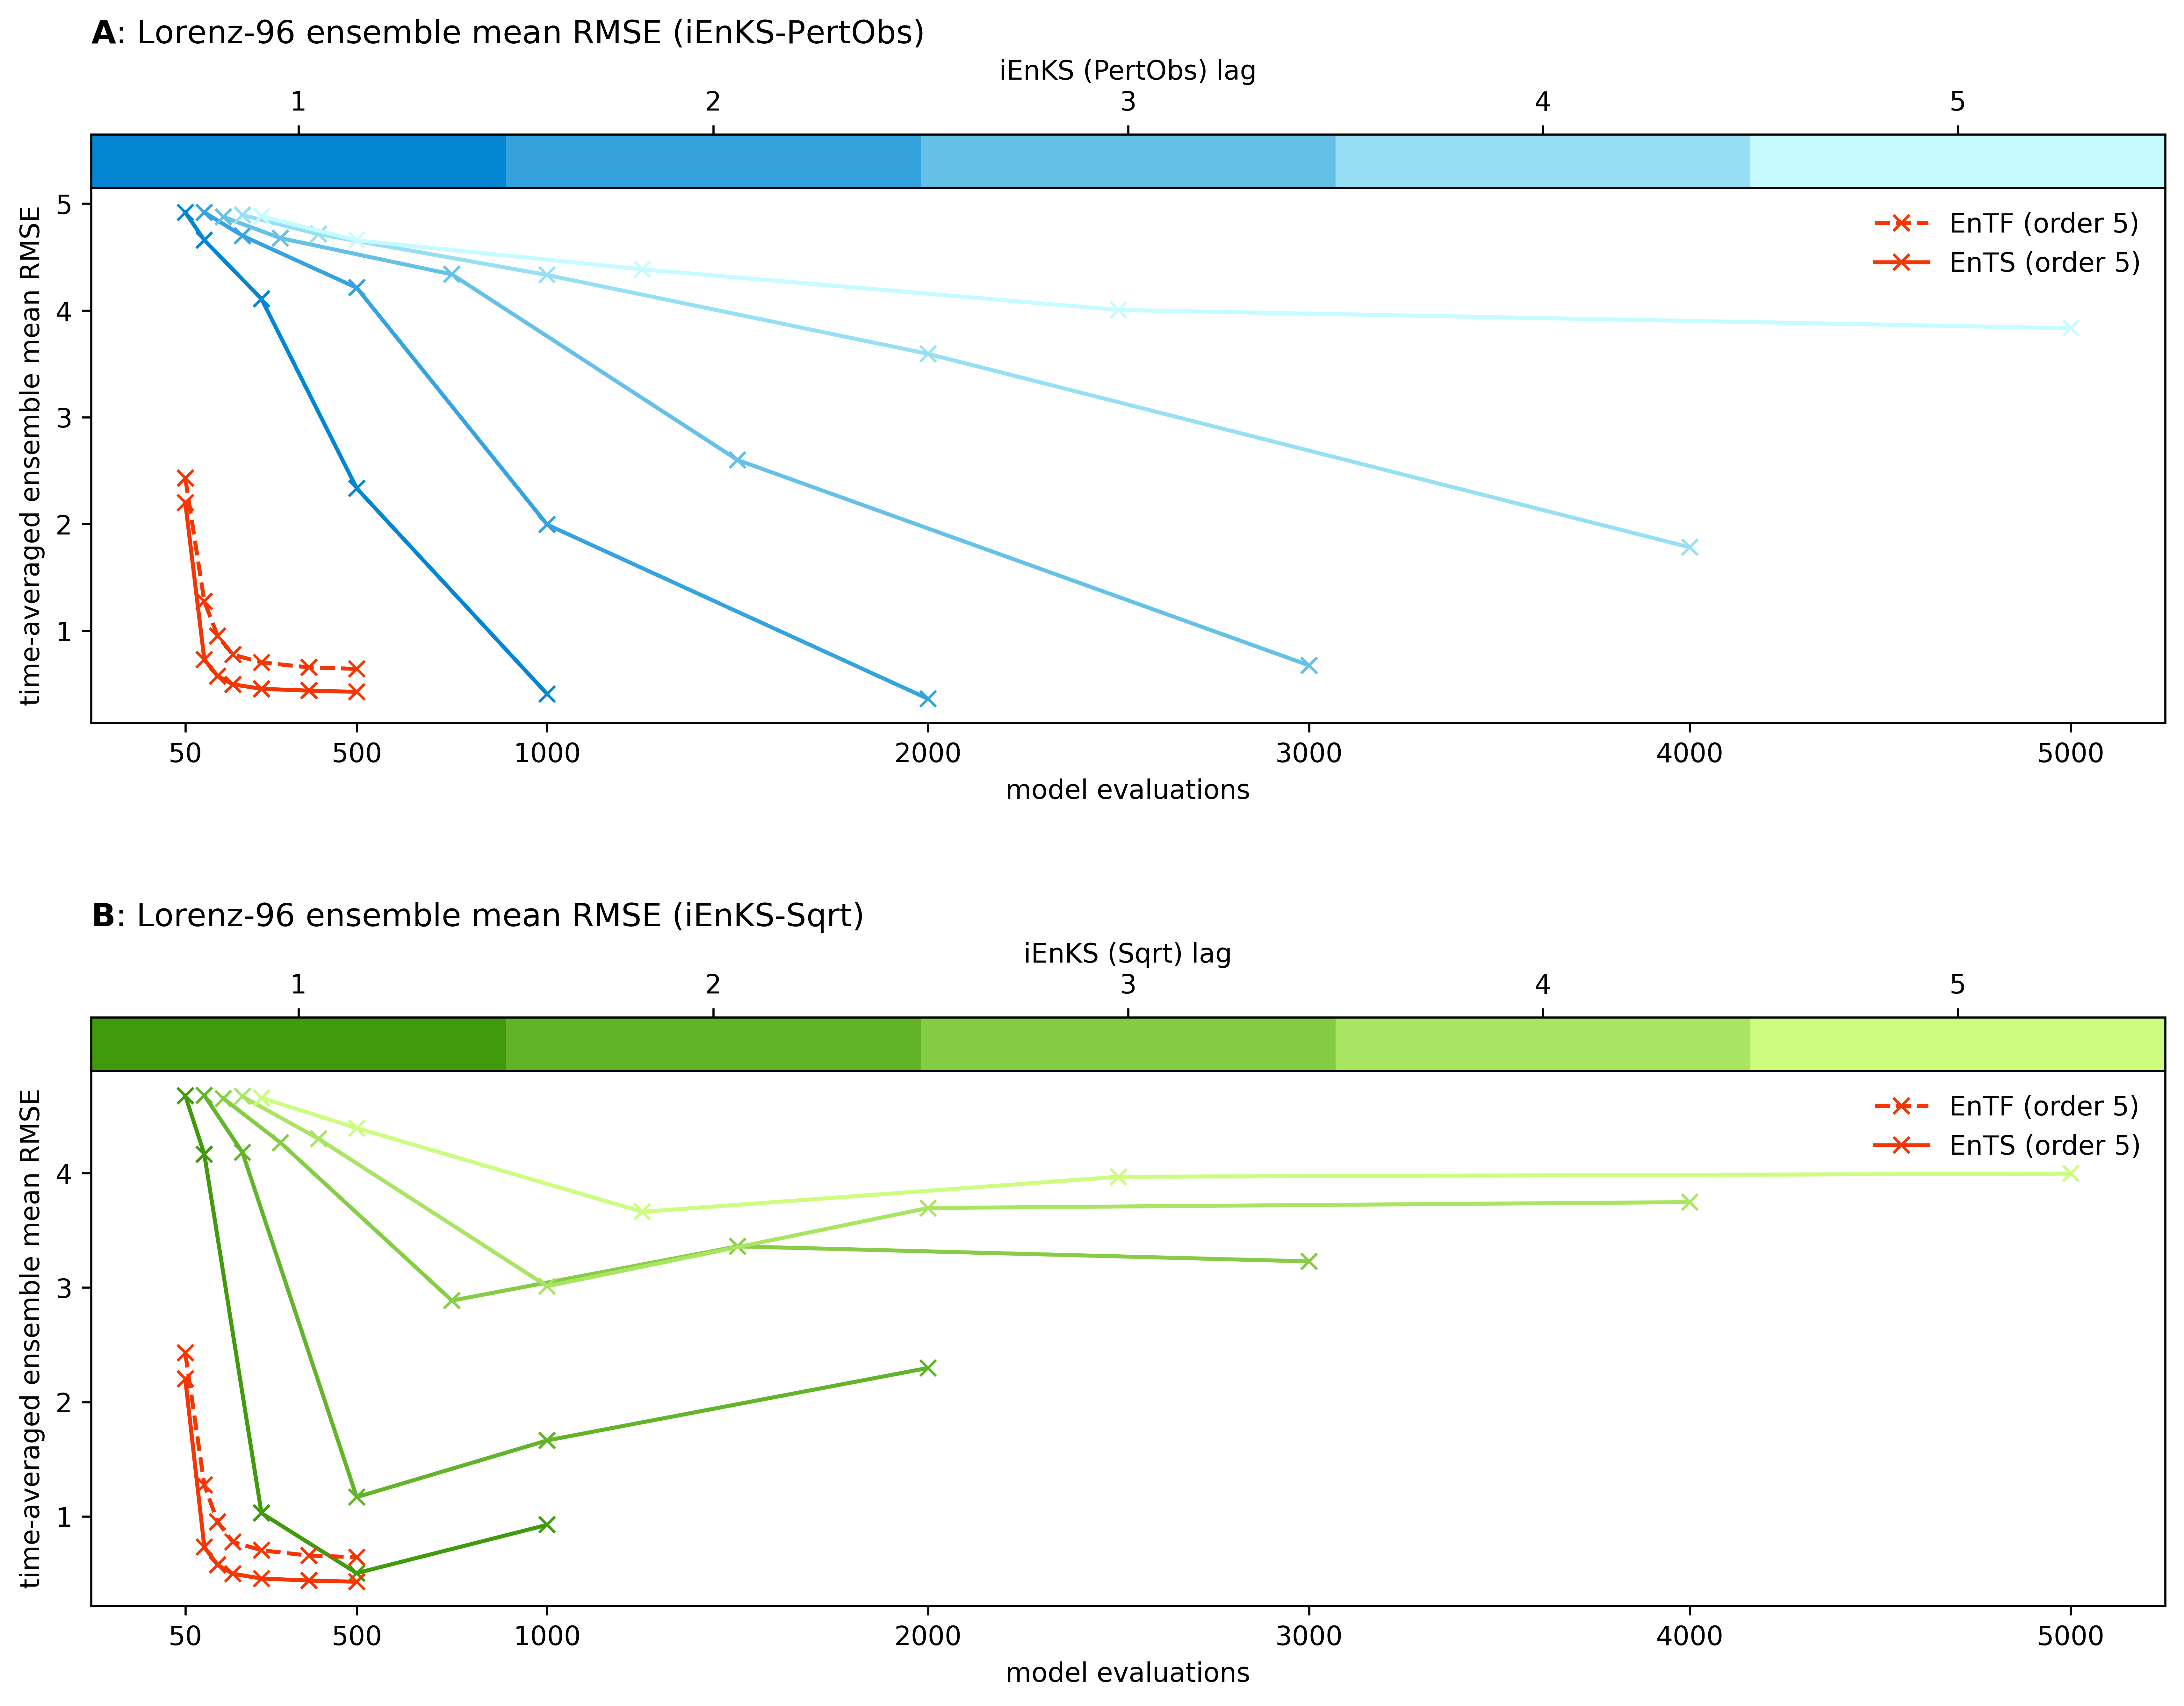 A: Lorenz-96 ensemble mean RMSE (iEnKS-PertObs)
iEnKS (PertObs) lag
1 2 3 4 5
time-averaged ensemble mean RMSE
5
4
3
2
1
EnTF (order 5)
EnTS (order 5)
50 500 1000 2000 3000 4000 5000
model evaluations
B: Lorenz-96 ensemble mean RMSE (iEnKS-Sqrt)
iEnKS (Sqrt) lag
1 2 3 4 5
time-averaged ensemble mean RMSE
4
3
2
1
EnTF (order 5)
EnTS (order 5)
50 500 1000 2000 3000 4000 5000
model evaluations